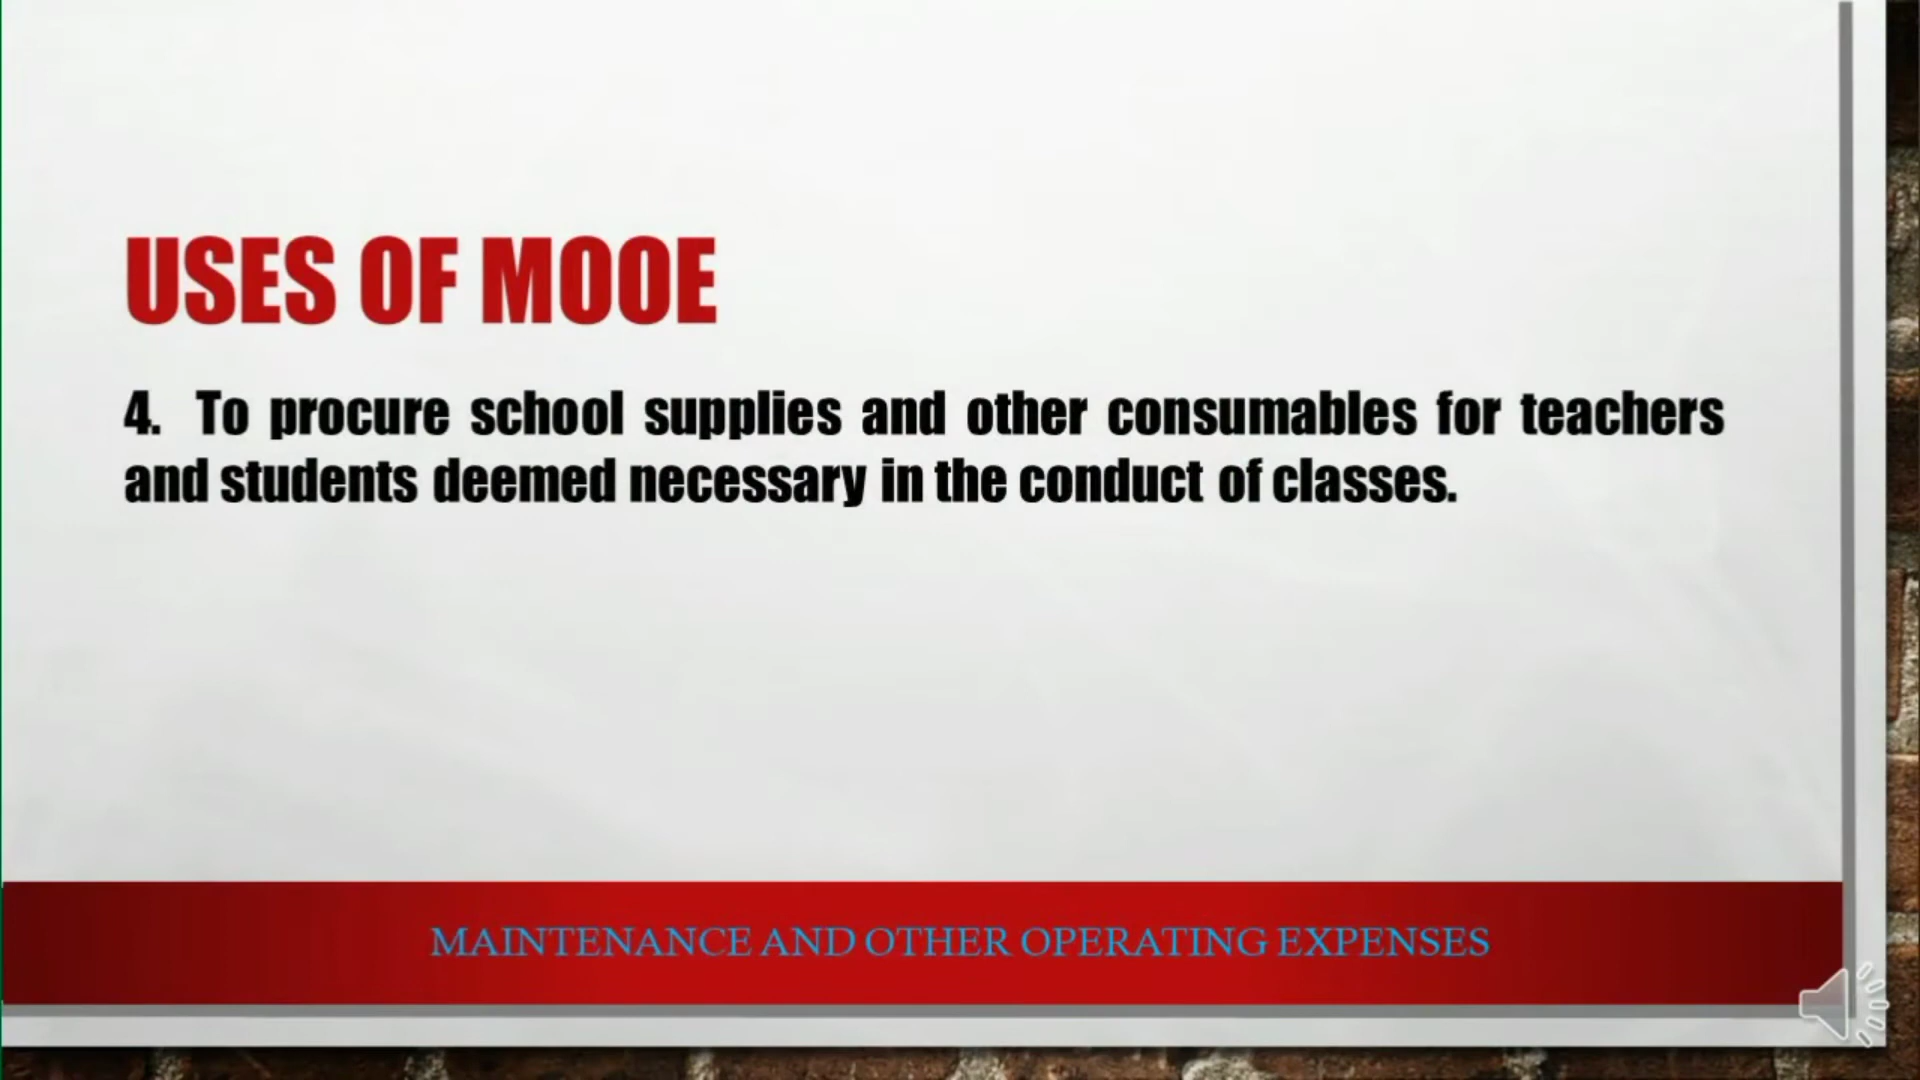 USES OF MOOE
4. To procure school supplies and other consumables for teachers
and students deemed necessary in the conduct of classes.
MAINTENANCE AND OTHER OPERATING EXPENSES